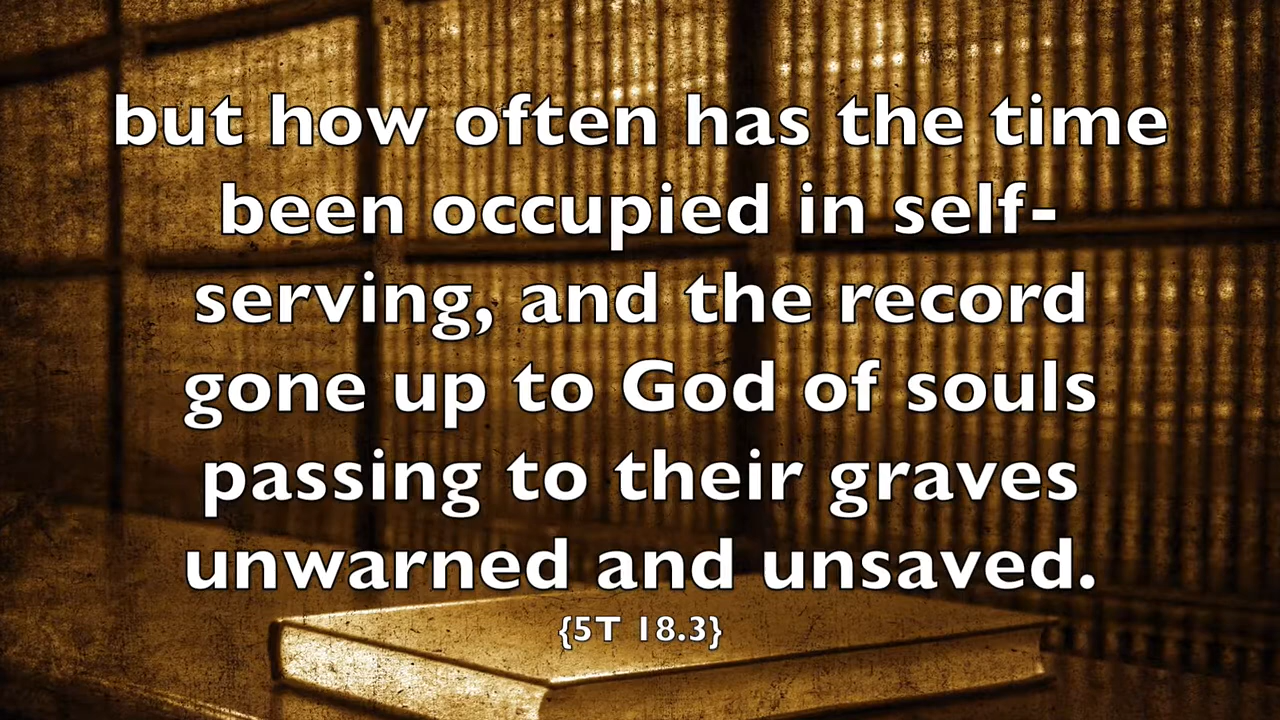 but how often has the time
been occupied in self-
serving, and the record
gone up to God of souls
passing to their graves
unwarned and unsaved.
{5T 18.3}